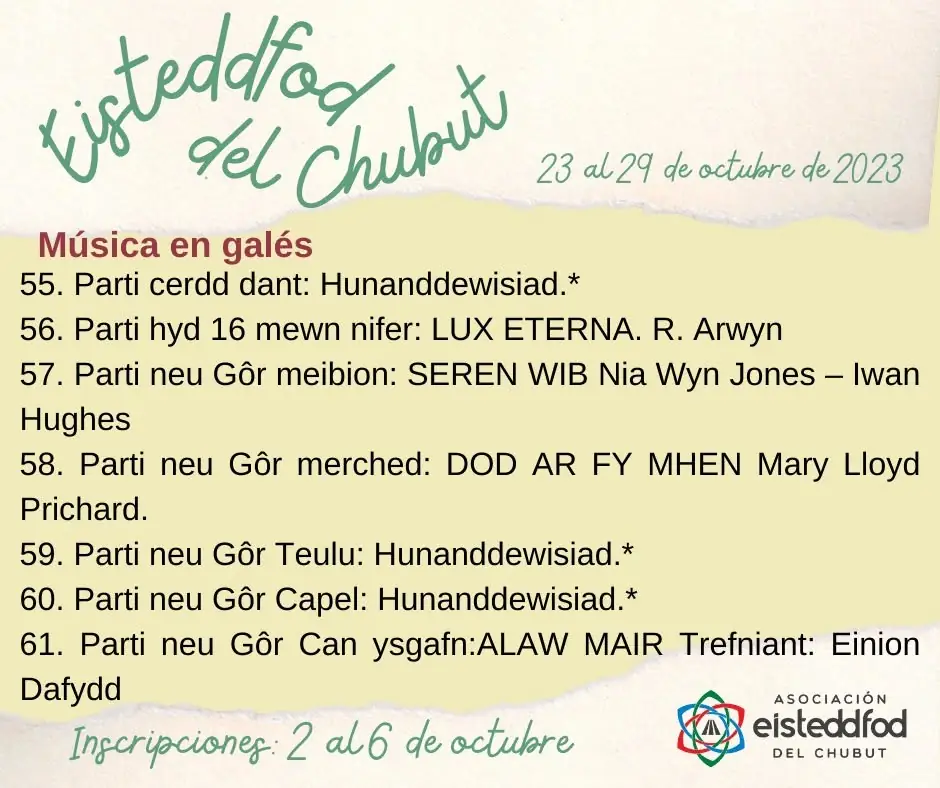 Eisteddfod
del Chubut
23 al 29 de octubre de 2023
Música en galés
55. Parti cerdd dant: Hunanddewisiad.*
56. Parti hyd 16 mewn nifer: LUX ETERNA. R. Arwyn
57. Parti neu Gôr meibion: SEREN WIB Nia Wyn Jones – Iwan
Hughes
58. Parti neu Gôr merched: DOD AR FY MHEN Mary Lloyd
Prichard.
59. Parti neu Gôr Teulu: Hunanddewisiad.*
60. Parti neu Gôr Capel: Hunanddewisiad.*
61. Parti neu Gôr Can ysgafn:ALAW MAIR Trefniant: Einion
Dafydd
Inscripciones: 2 al 6 de octubre
ASOCIACIÓN
eisteddfod
DEL CHUBUT